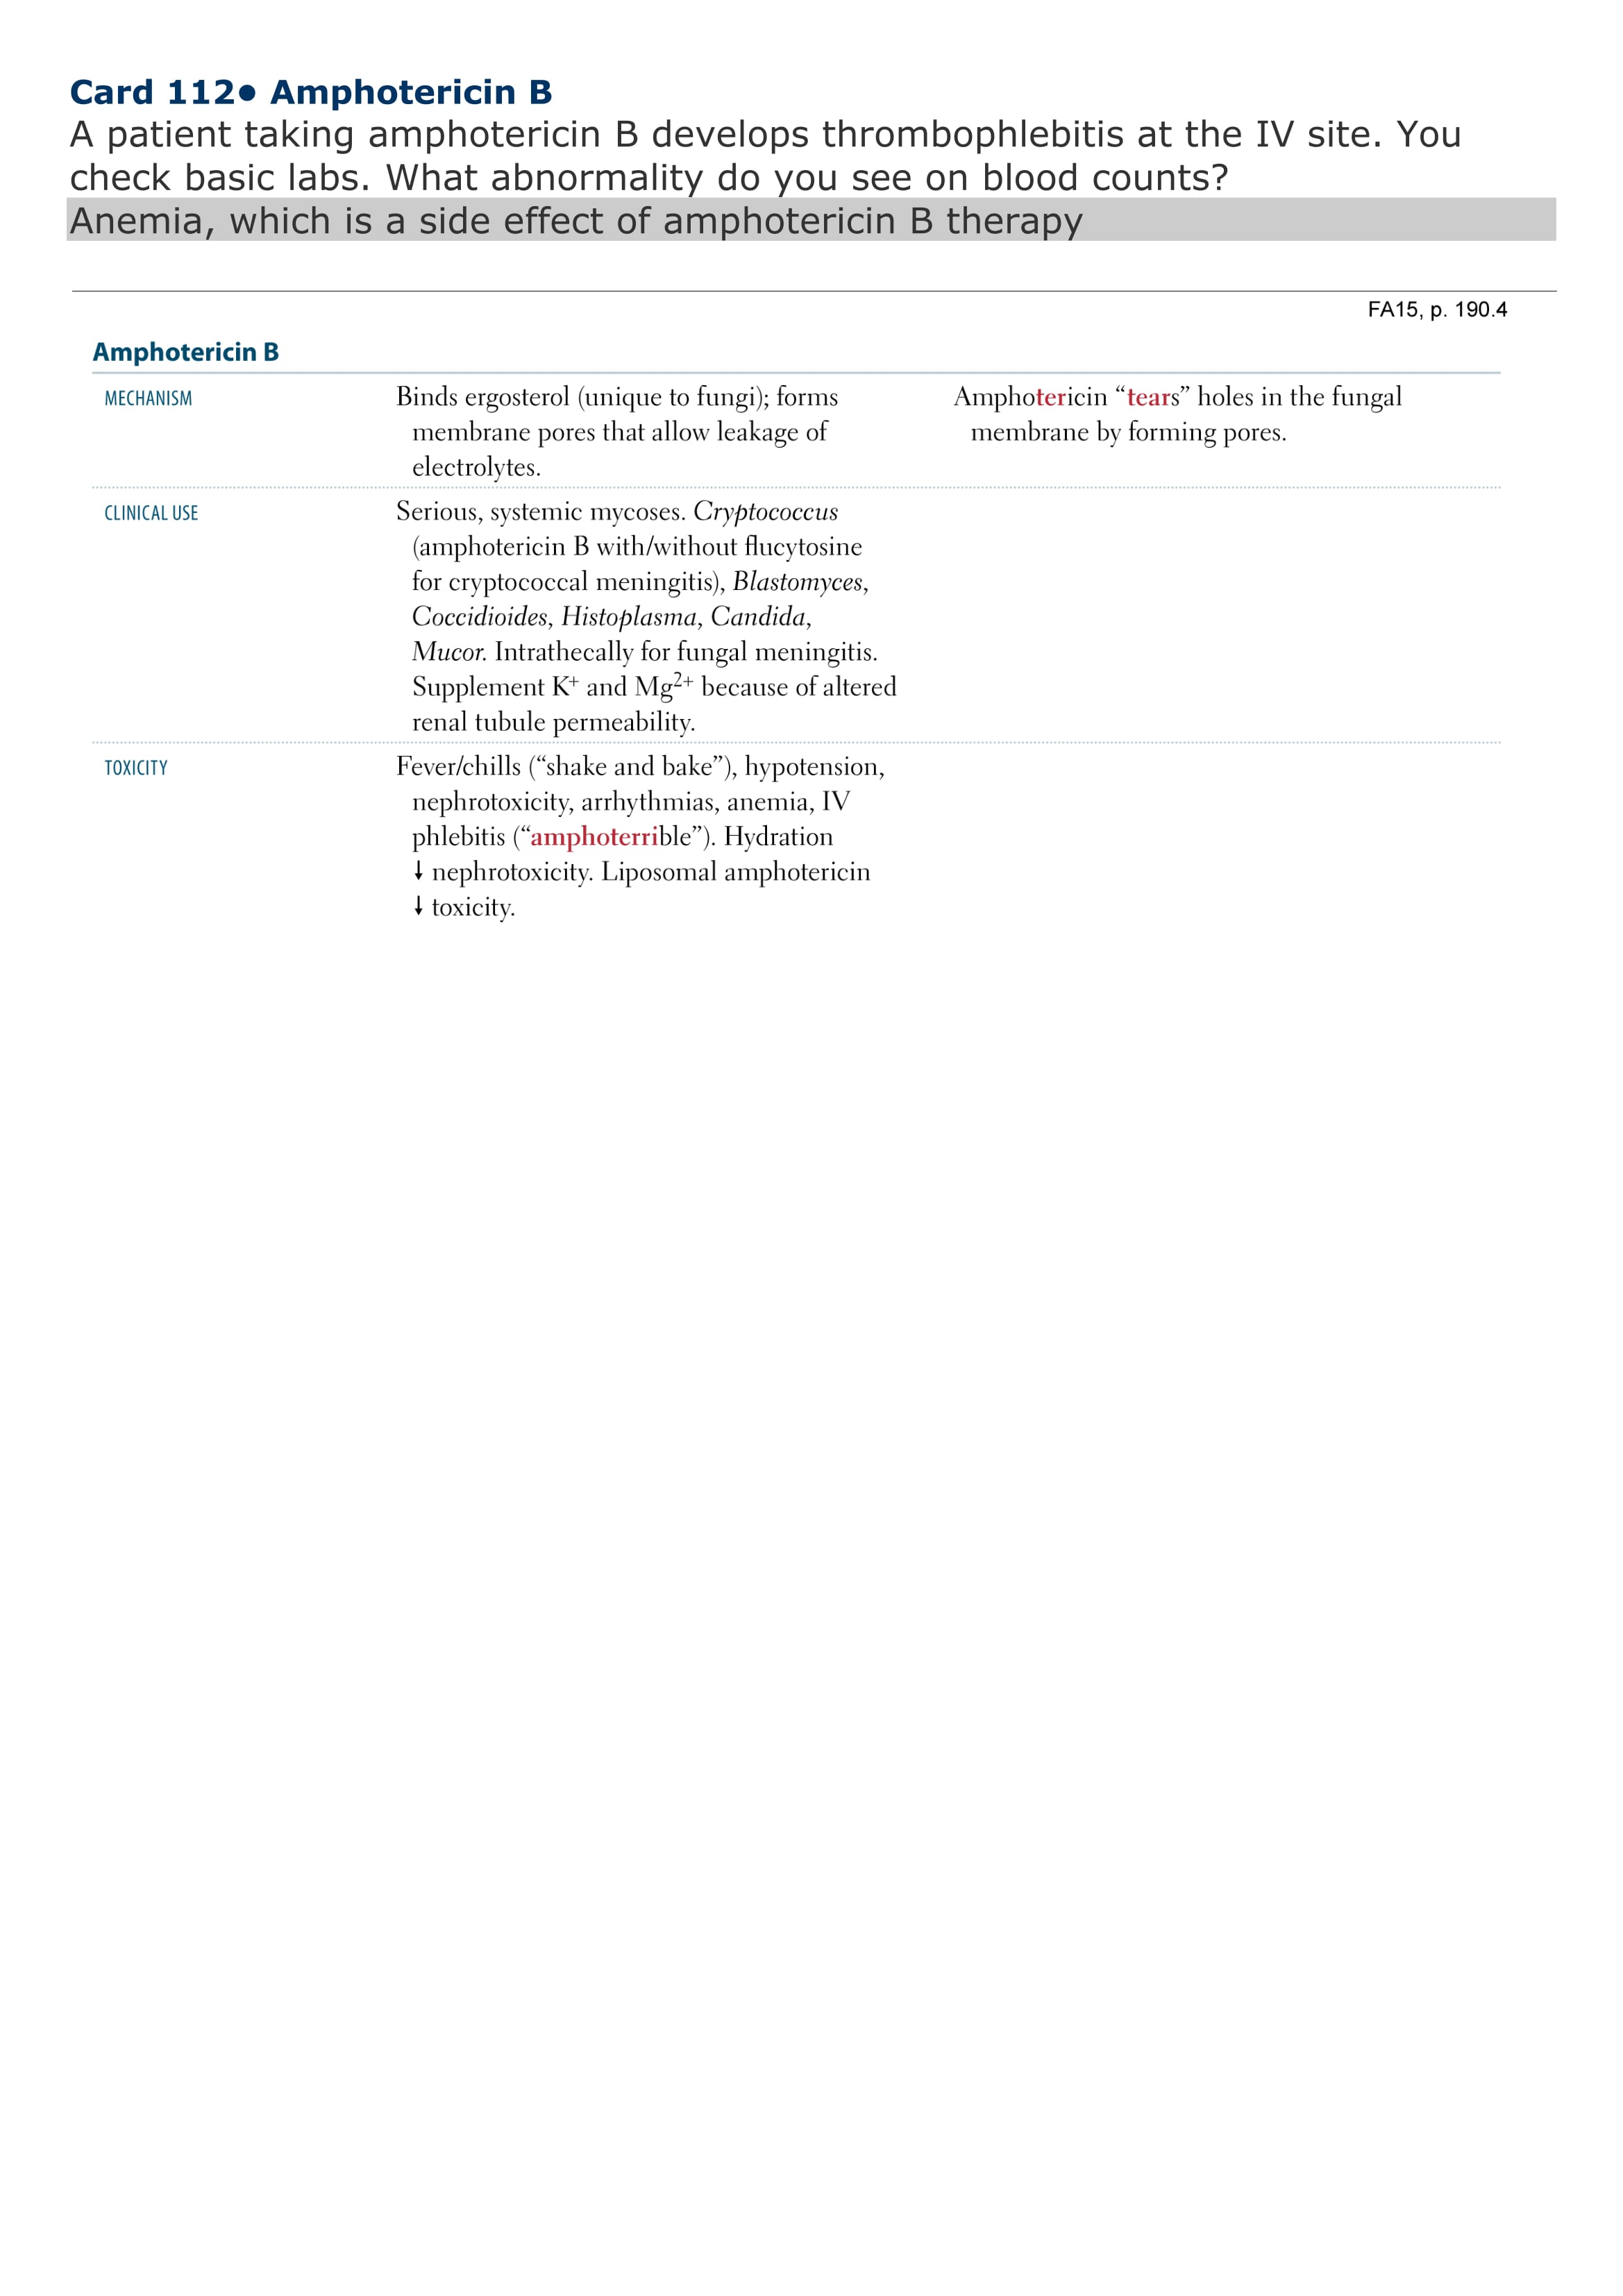 Card 112• Amphotericin B
A patient taking amphotericin B develops thrombophlebitis at the IV site. You
check basic labs. What abnormality do you see on blood counts?
Anemia, which is a side effect of amphotericin B therapy
FA15, p. 190.4
Amphotericin B
MECHANISM
Binds ergosterol (unique to fungi); forms
membrane pores that allow leakage of
electrolytes.
Amphotericin “tears” holes in the fungal
membrane by forming pores.
CLINICAL USE
Serious, systemic mycoses. Cryptococcus
(amphotericin B with/without flucytosine
for cryptococcal meningitis), Blastomyces,
Coccidioides, Histoplasma, Candida,
Mucor. Intrathecally for fungal meningitis.
Supplement K⁺ and Mg²⁺ because of altered
renal tubule permeability.
TOXICITY
Fever/chills (“shake and bake”), hypotension,
nephrotoxicity, arrhythmias, anemia, IV
phlebitis (“amphoterrible”). Hydration
↓ nephrotoxicity. Liposomal amphotericin
↓ toxicity.